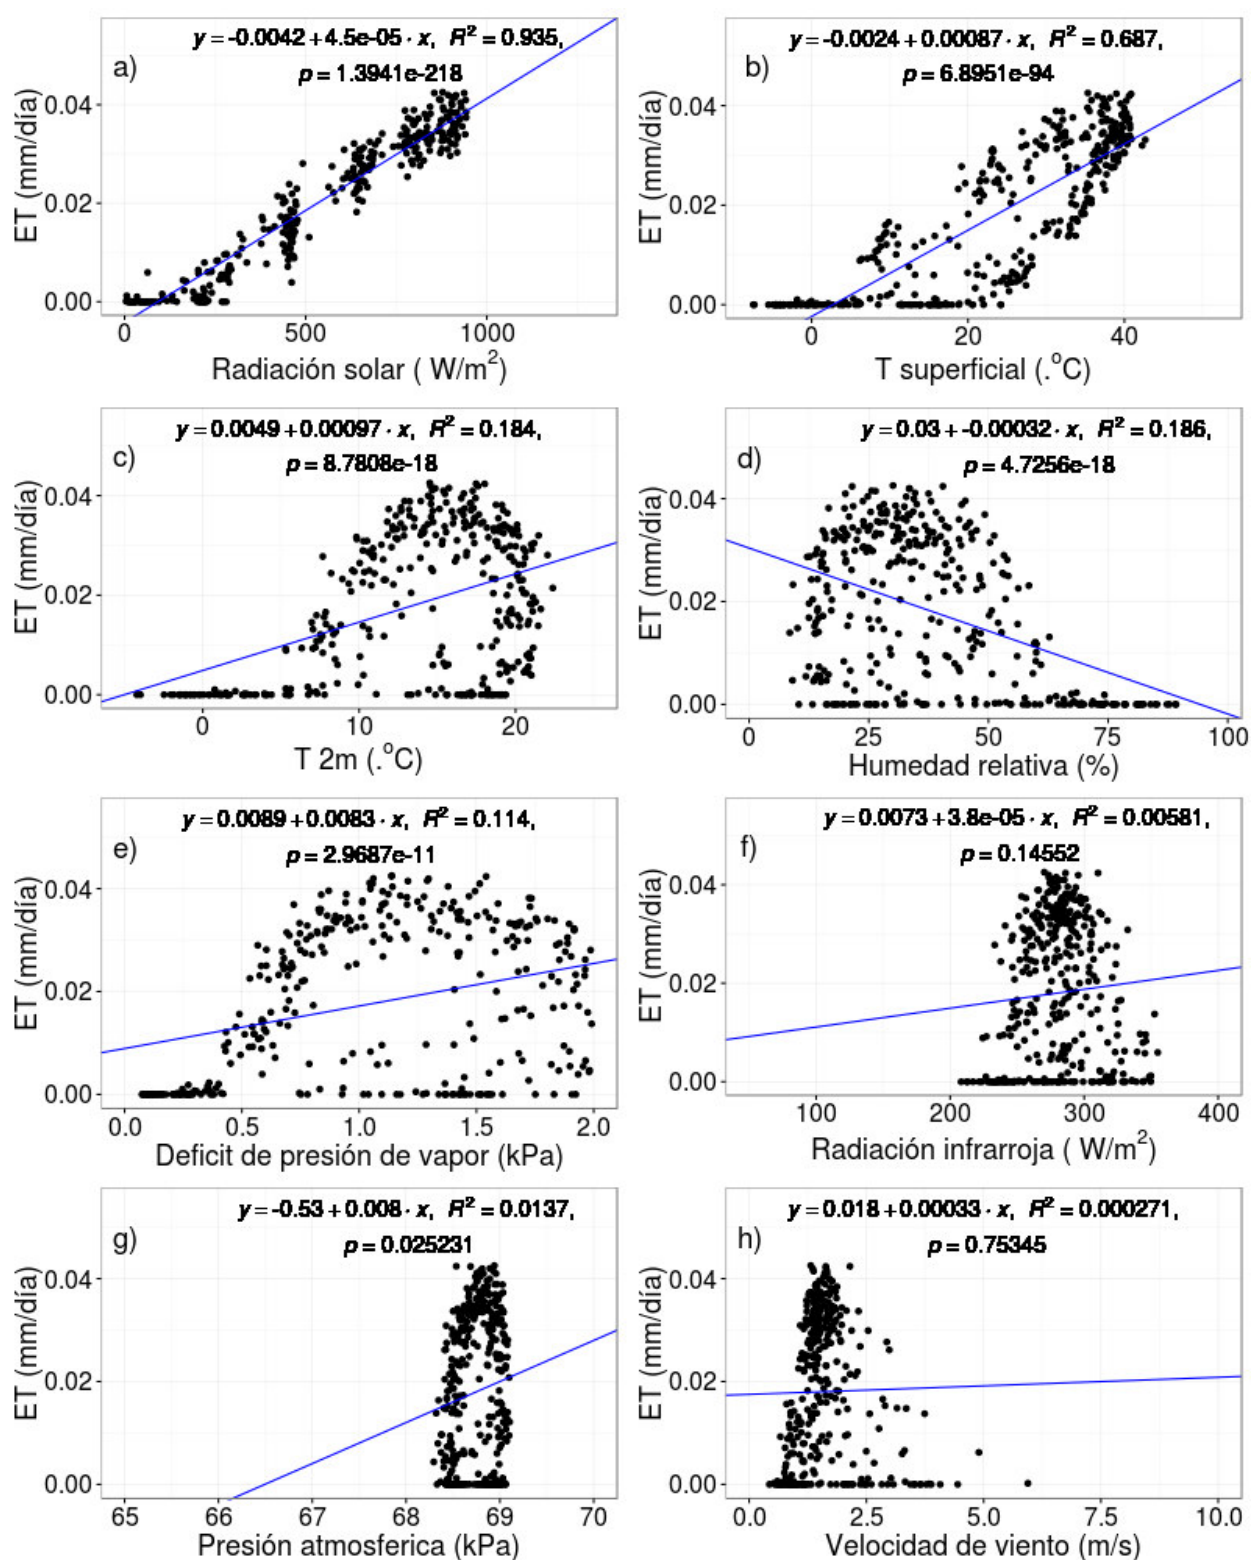 y = -0.0042 + 4.5e-05 · x, R² = 0.935,
p = 1.3941e-218
a)
ET (mm/día)
0.04
0.02
0.00
0 500 1000
Radiación solar ( W/m²)
y = -0.0024 + 0.00087 · x, R² = 0.687,
p = 6.8951e-94
b)
ET (mm/día)
0.04
0.02
0.00
0 20 40
T superficial (.°C)
y = 0.0049 + 0.00097 · x, R² = 0.184,
p = 8.7808e-18
c)
ET (mm/día)
0.04
0.02
0.00
0 10 20
T 2m (.°C)
y = 0.03 + -0.00032 · x, R² = 0.186,
p = 4.7256e-18
d)
ET (mm/día)
0.04
0.02
0.00
0 25 50 75 100
Humedad relativa (%)
y = 0.0089 + 0.0083 · x, R² = 0.114,
p = 2.9687e-11
e)
ET (mm/día)
0.04
0.02
0.00
0.0 0.5 1.0 1.5 2.0
Deficit de presión de vapor (kPa)
y = 0.0073 + 3.8e-05 · x, R² = 0.00581,
p = 0.14552
f)
ET (mm/día)
0.04
0.02
0.00
100 200 300 400
Radiación infrarroja ( W/m²)
y = -0.53 + 0.008 · x, R² = 0.0137,
p = 0.025231
g)
ET (mm/día)
0.04
0.02
0.00
65 66 67 68 69 70
Presión atmosferica (kPa)
y = 0.018 + 0.00033 · x, R² = 0.000271,
p = 0.75345
h)
ET (mm/día)
0.04
0.02
0.00
0.0 2.5 5.0 7.5 10.0
Velocidad de viento (m/s)